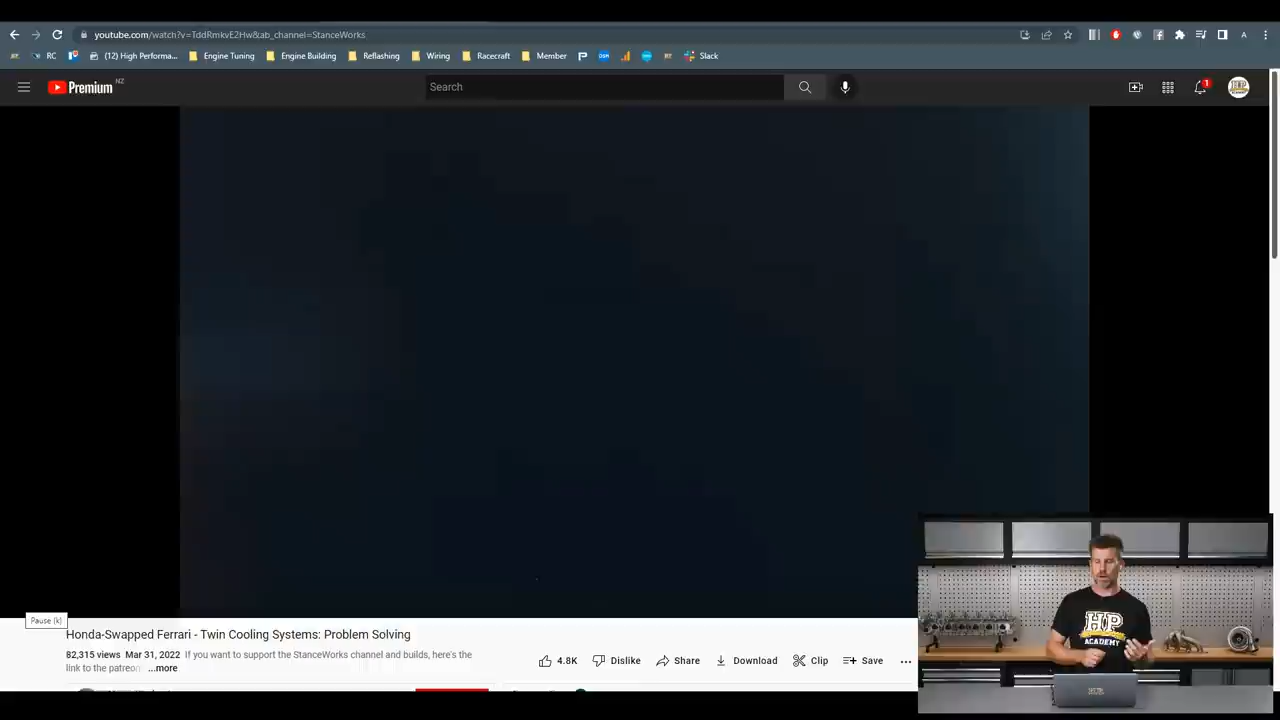 youtube.com/watch?v=TddRmkvE2Hw&ab_channel=StanceWorks
RC
(12) High Performa...
Engine Tuning
Engine Building
Reflashing
Wiring
Racecraft
Member
Slack
Premium NZ
Search
1
Pause (k)
Honda-Swapped Ferrari - Twin Cooling Systems: Problem Solving
82,315 views Mar 31, 2022 If you want to support the StanceWorks channel and builds, here's the
link to the patreon ...more
4.8K
Dislike
Share
Download
Clip
Save
HP
ACADEMY